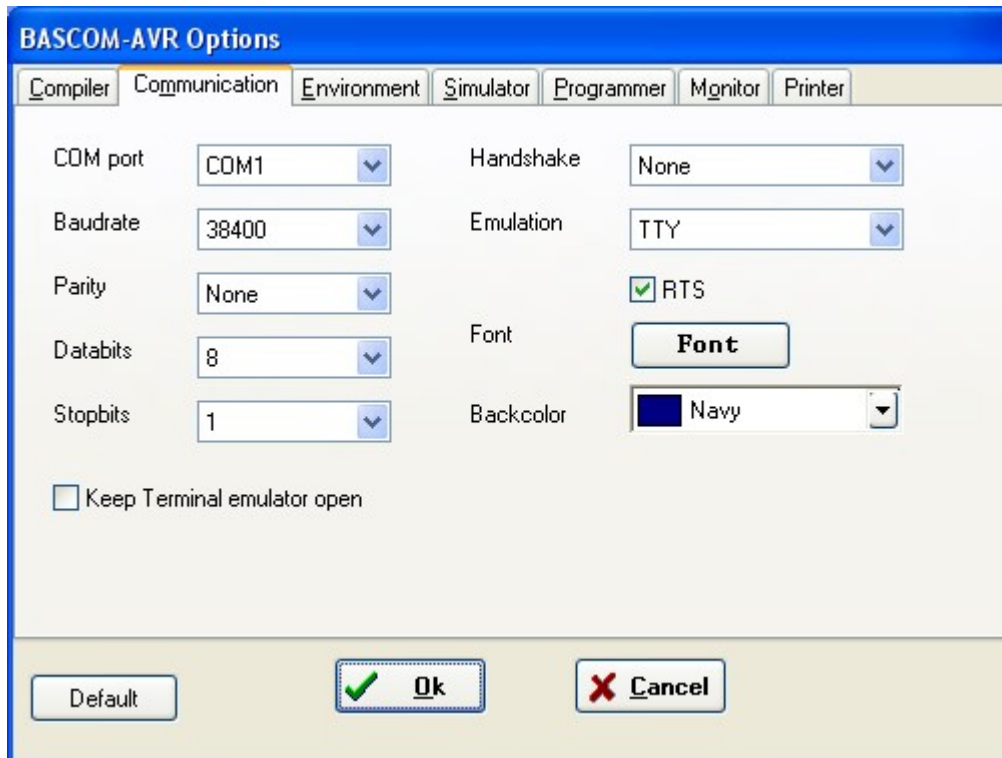 BASCOM-AVR Options
Compiler Communication Environment Simulator Programmer Monitor Printer
COM port COM1 Handshake None
Baudrate 38400 Emulation TTY
Parity None RTS
Databits 8 Font Font
Stopbits 1 Backcolor Navy
Keep Terminal emulator open
Default Ok Cancel